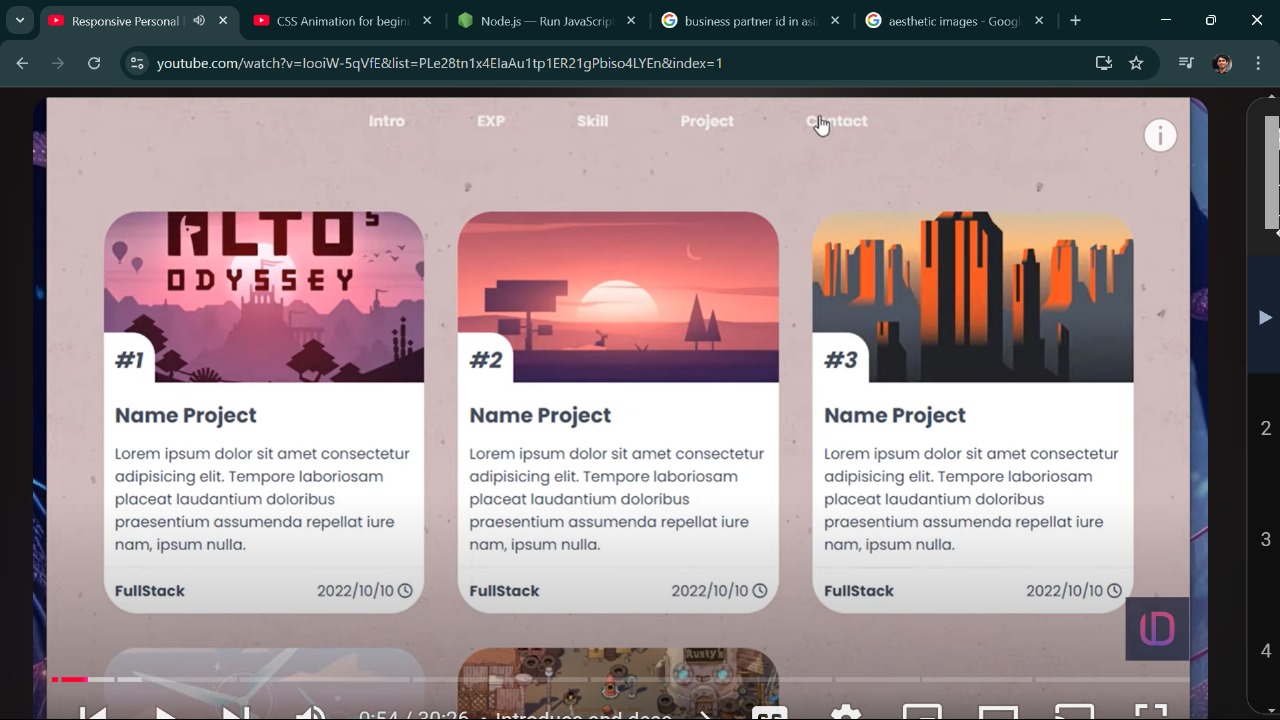 Responsive Personal
CSS Animation for begin
Node.js — Run JavaScrip
business partner id in as
aesthetic images - Goog
youtube.com/watch?v=IooiW-5qVfE&list=PLe28tn1x4EIaAu1tp1ER21gPbiso4LYEn&index=1
Intro
EXP
Skill
Project
Contact
ALTO'S
ODYSSEY
#1
Name Project
Lorem ipsum dolor sit amet consectetur
adipisicing elit. Tempore laboriosam
placeat laudantium doloribus
praesentium assumenda repellat iure
nam, ipsum nulla.
FullStack
2022/10/10
#2
Name Project
Lorem ipsum dolor sit amet consectetur
adipisicing elit. Tempore laboriosam
placeat laudantium doloribus
praesentium assumenda repellat iure
nam, ipsum nulla.
FullStack
2022/10/10
#3
Name Project
Lorem ipsum dolor sit amet consectetur
adipisicing elit. Tempore laboriosam
placeat laudantium doloribus
praesentium assumenda repellat iure
nam, ipsum nulla.
FullStack
2022/10/10
Rusty's
0:54 / 30:26 • Introduce and deco
CC
2
3
4